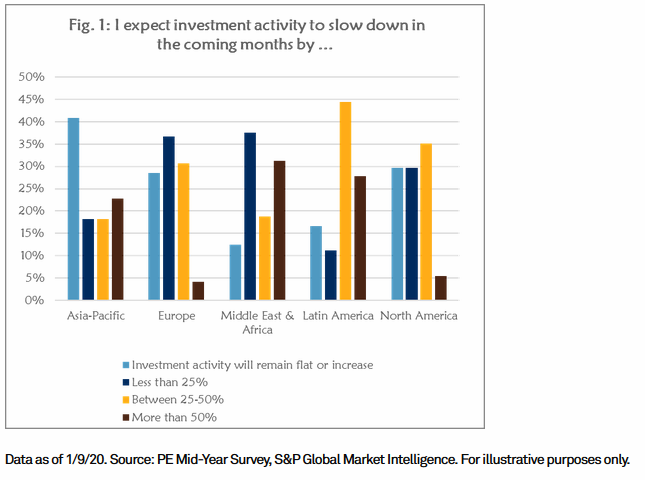 Fig. 1: I expect investment activity to slow down in
the coming months by ...
50%
45%
40%
35%
30%
25%
20%
15%
10%
5%
0%
Asia-Pacific
Europe
Middle East &
Africa
Latin America
North America
Investment activity will remain flat or increase
Less than 25%
Between 25-50%
More than 50%
Data as of 1/9/20. Source: PE Mid-Year Survey, S&P Global Market Intelligence. For illustrative purposes only.